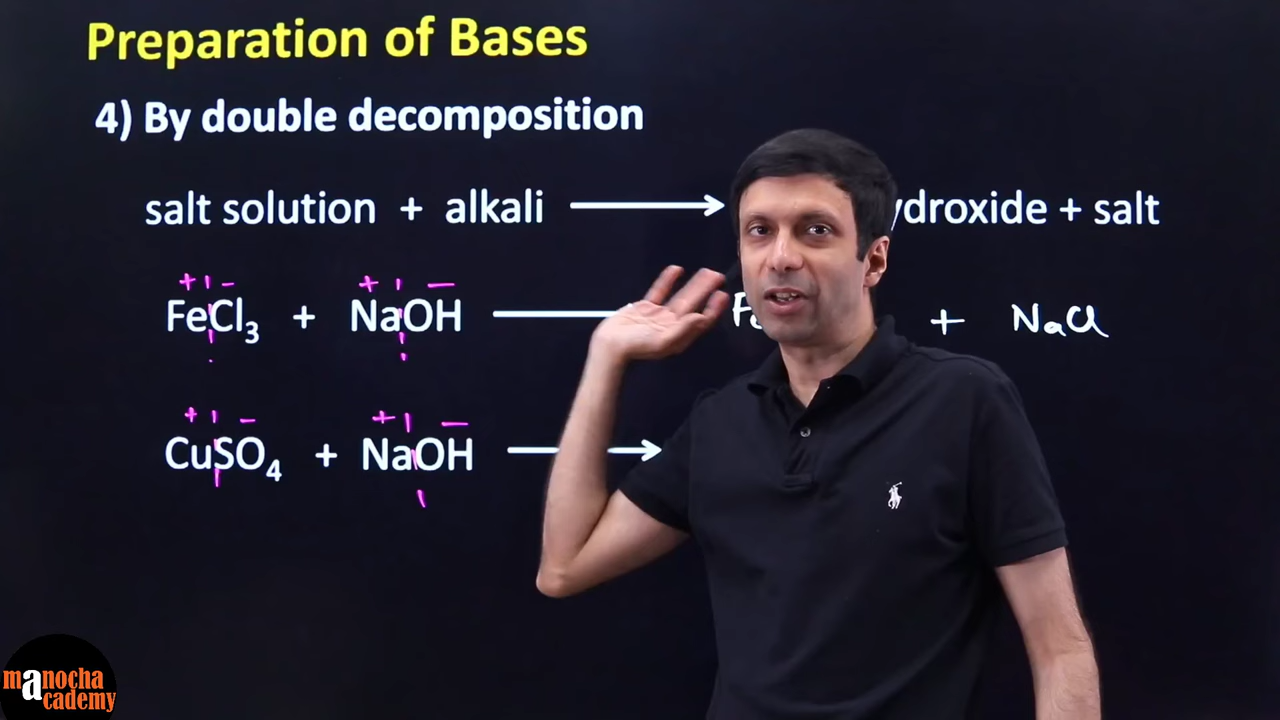 Preparation of Bases
4) By double decomposition
salt solution + alkali → ydroxide + salt
FeCl₃ + NaOH → + NaCl
CuSO₄ + NaOH →
manocha
academy